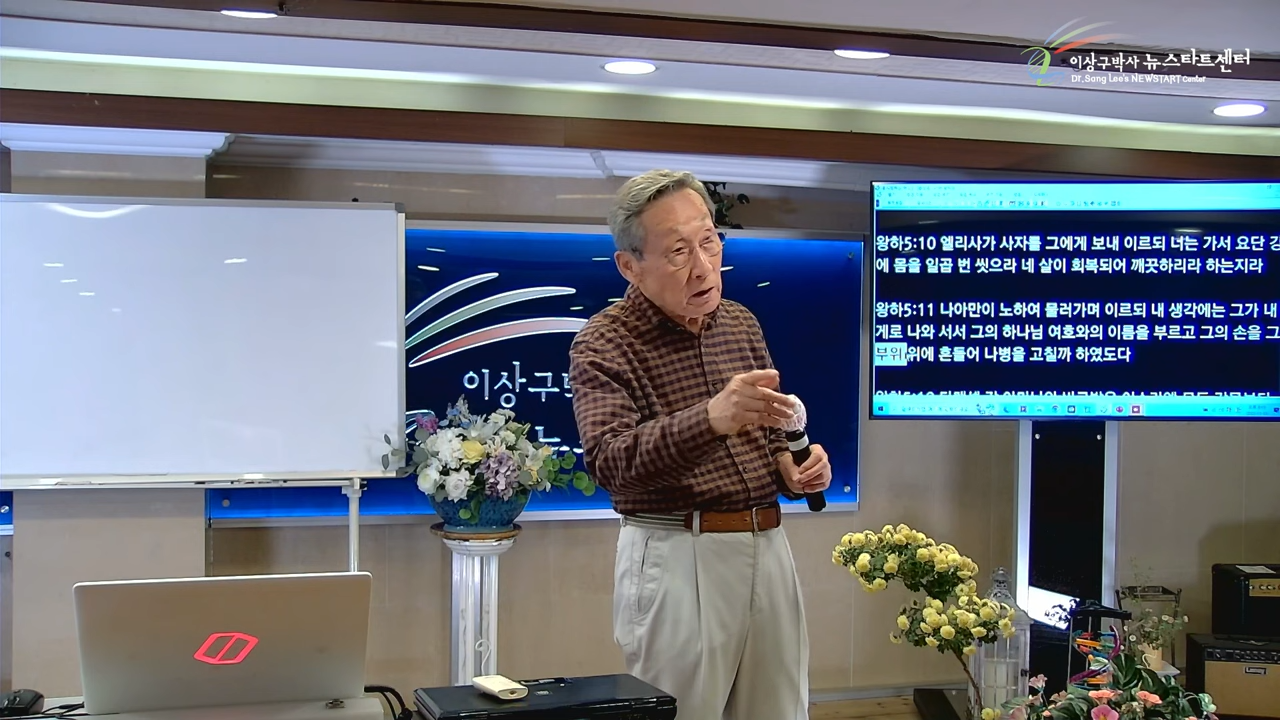 이상구박사 뉴스타트센터
Dr. Sang Lee's NEWSTART Center
왕하5:10 엘리사가 사자를 그에게 보내 이르되 너는 가서 요단 강
에 몸을 일곱 번 씻으라 네 살이 회복되어 깨끗하리라 하는지라
왕하5:11 나아만이 노하여 물러가며 이르되 내 생각에는 그가 내
게로 나와 서서 그의 하나님 여호와의 이름을 부르고 그의 손을 그
부위 위에 흔들어 나병을 고칠까 하였도다
이상구